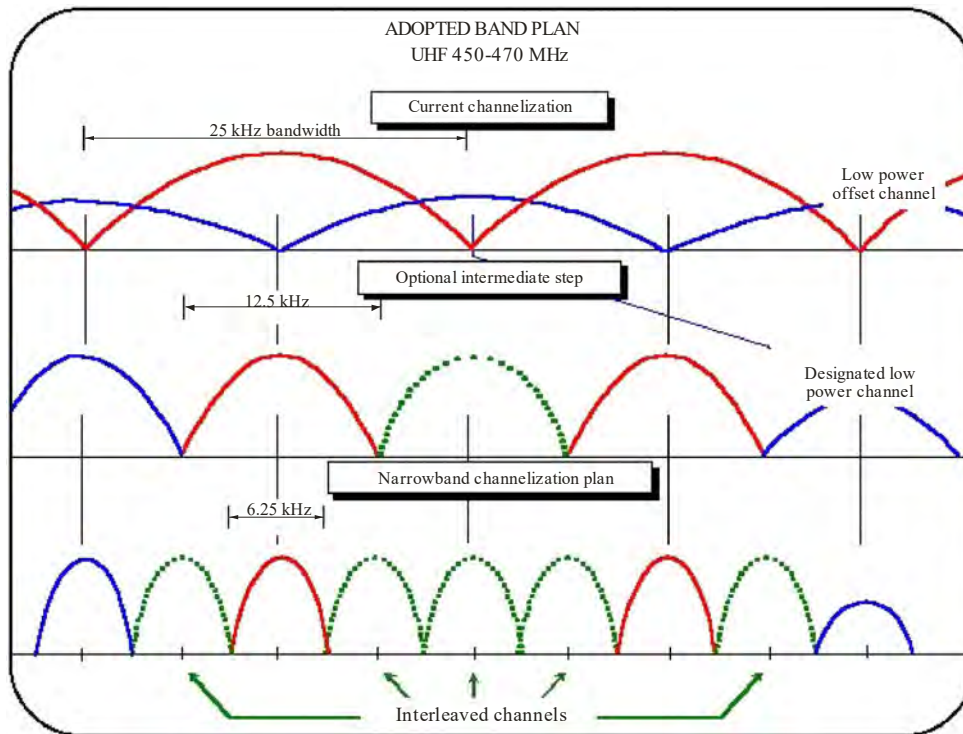 ADOPTED BAND PLAN
UHF 450-470 MHz
Current channelization
25 kHz bandwidth
Low power
offset channel
Optional intermediate step
12.5 kHz
Designated low
power channel
Narrowband channelization plan
6.25 kHz
Interleaved channels